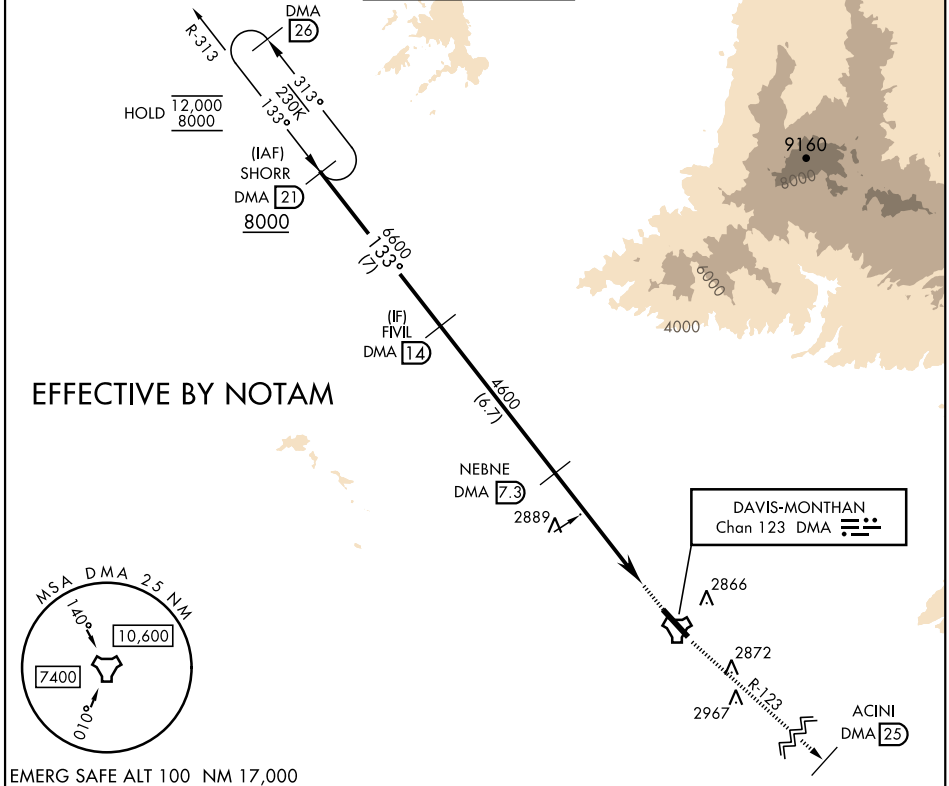 DMA
26
R-313
313°
230K
133°
HOLD 12,000
8000
(IAF)
SHORR
DMA 21
8000
9160
8000
6600
133°
(7)
6000
4000
(IF)
FIVIL
DMA 14
EFFECTIVE BY NOTAM
4600
(6.7)
NEBNE
DMA 7.3
2889
DAVIS-MONTHAN
Chan 123 DMA
MSA DMA 25 NM
140°
10,600
7400
010°
2866
2872
R-123
2967
ACINI
DMA 25
EMERG SAFE ALT 100 NM 17,000